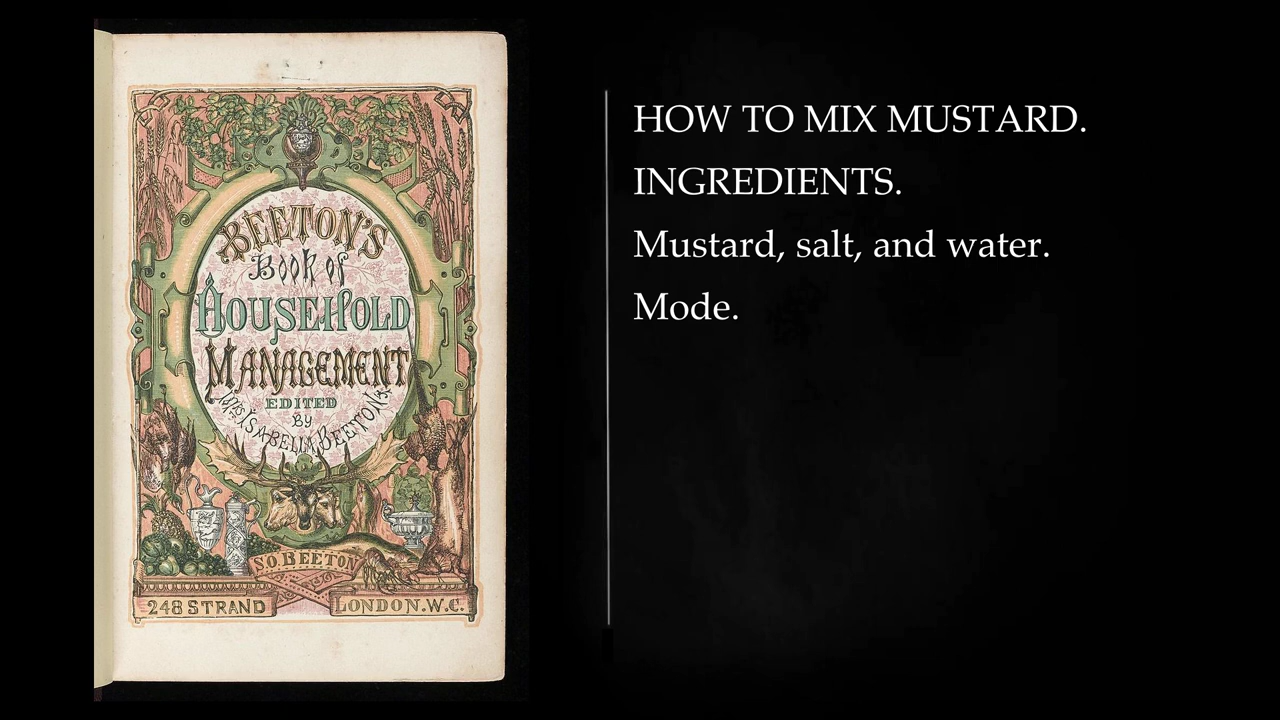 BEETON'S
Book of
HOUSEHOLD
MANAGEMENT
EDITED
By
Mrs ISABELLA BEETON
S.O. BEETON
248 STRAND
LONDON. W.C.
HOW TO MIX MUSTARD.
INGREDIENTS.
Mustard, salt, and water.
Mode.